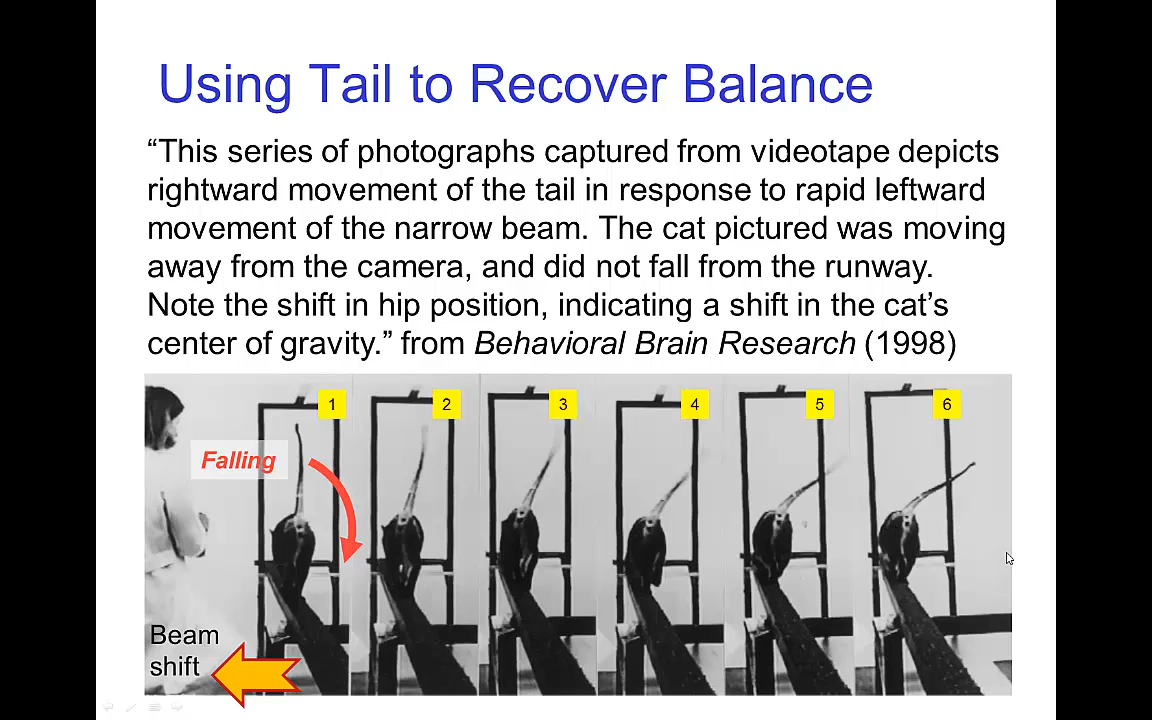 Using Tail to Recover Balance
“This series of photographs captured from videotape depicts
rightward movement of the tail in response to rapid leftward
movement of the narrow beam. The cat pictured was moving
away from the camera, and did not fall from the runway.
Note the shift in hip position, indicating a shift in the cat’s
center of gravity.” from Behavioral Brain Research (1998)
1 2 3 4 5 6
Falling
Beam
shift